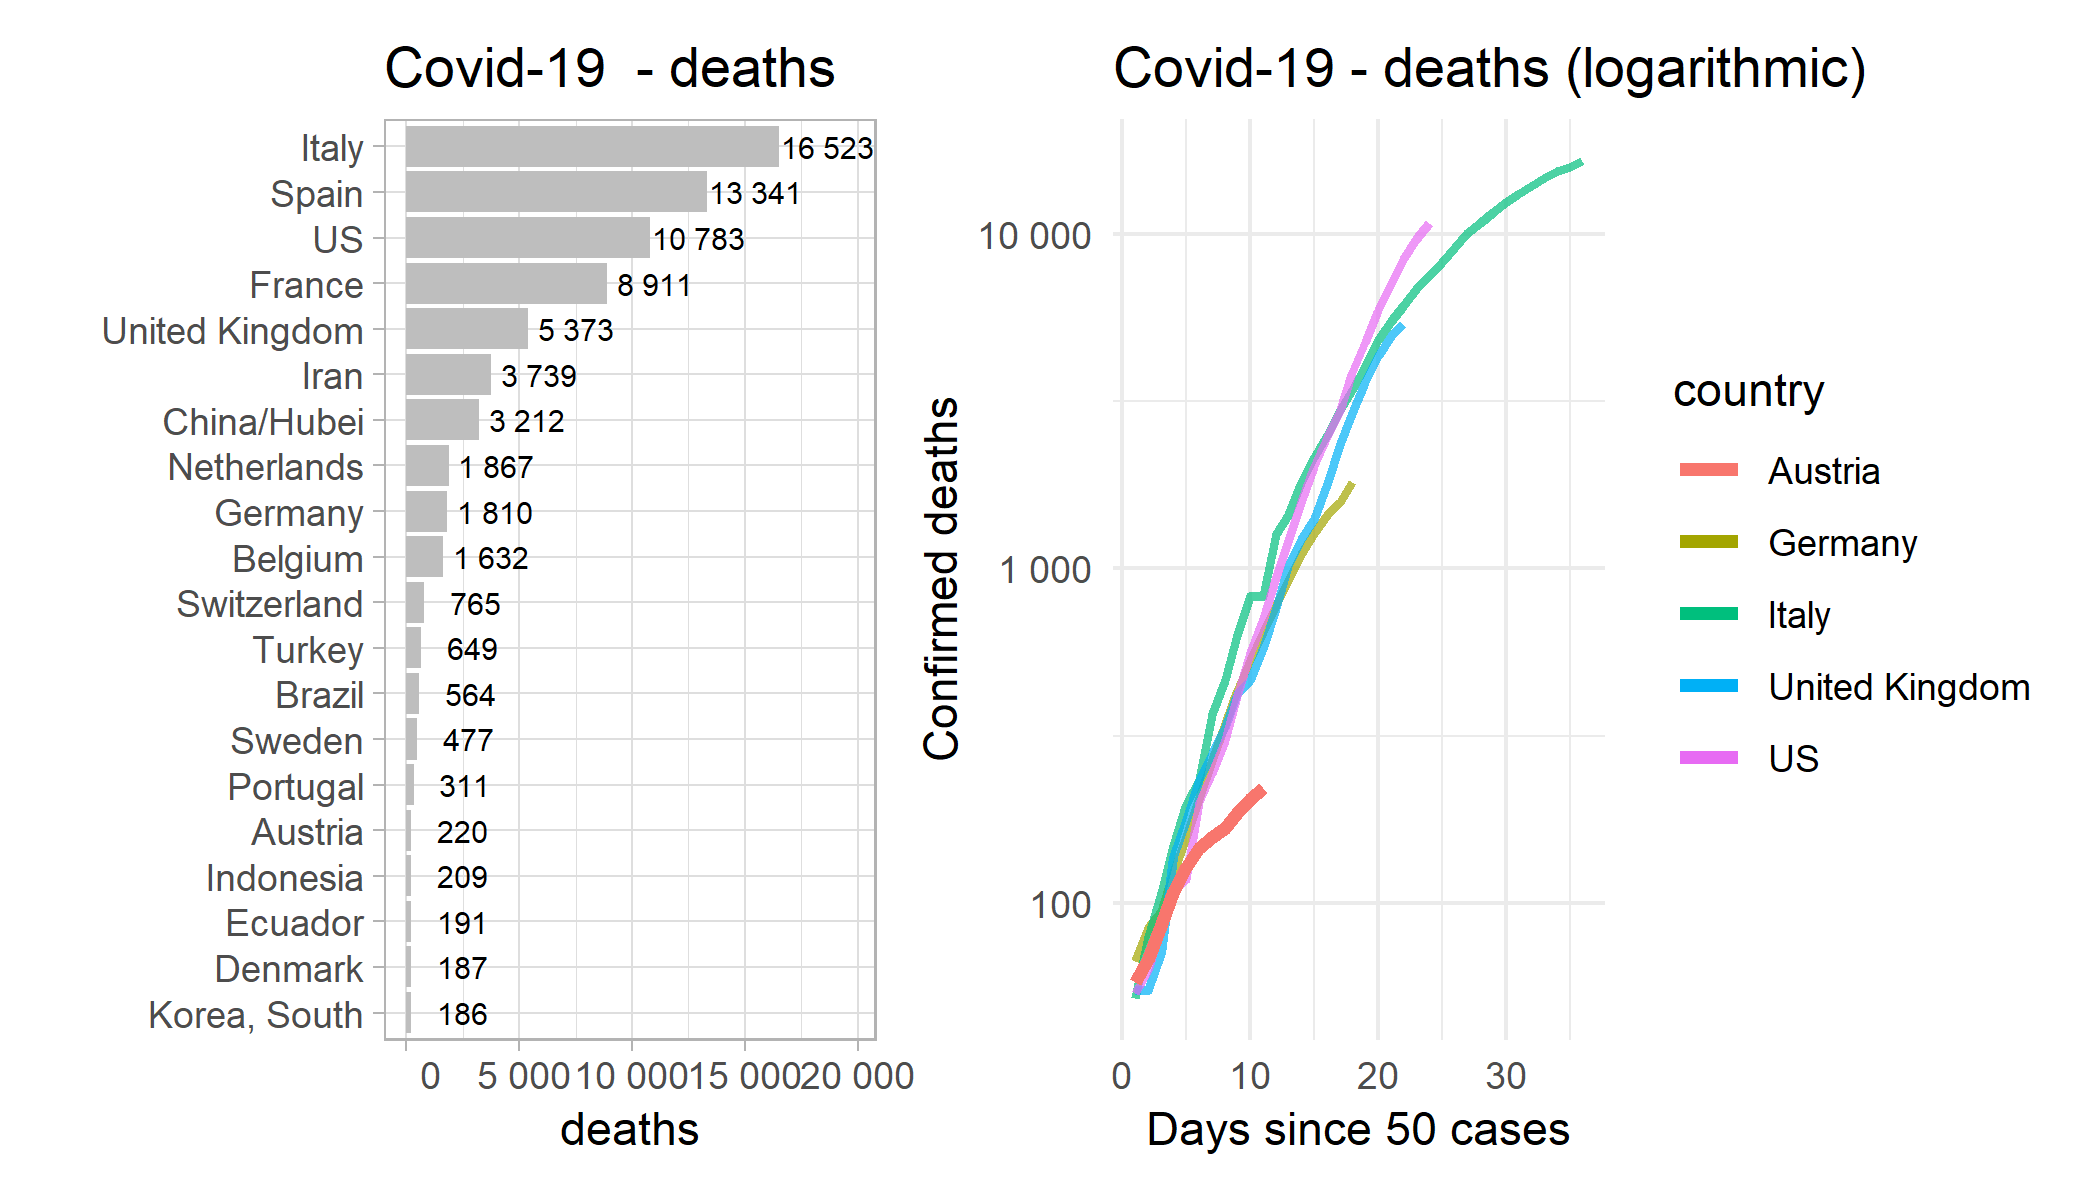 Covid-19  - deaths
Italy 16 523
Spain 13 341
US 10 783
France 8 911
United Kingdom 5 373
Iran 3 739
China/Hubei 3 212
Netherlands 1 867
Germany 1 810
Belgium 1 632
Switzerland 765
Turkey 649
Brazil 564
Sweden 477
Portugal 311
Austria 220
Indonesia 209
Ecuador 191
Denmark 187
Korea, South 186
0 5 000 10 000 15 000 20 000
deaths
Covid-19 - deaths (logarithmic)
Confirmed deaths
10 000
1 000
100
0 10 20 30
Days since 50 cases
country
Austria
Germany
Italy
United Kingdom
US